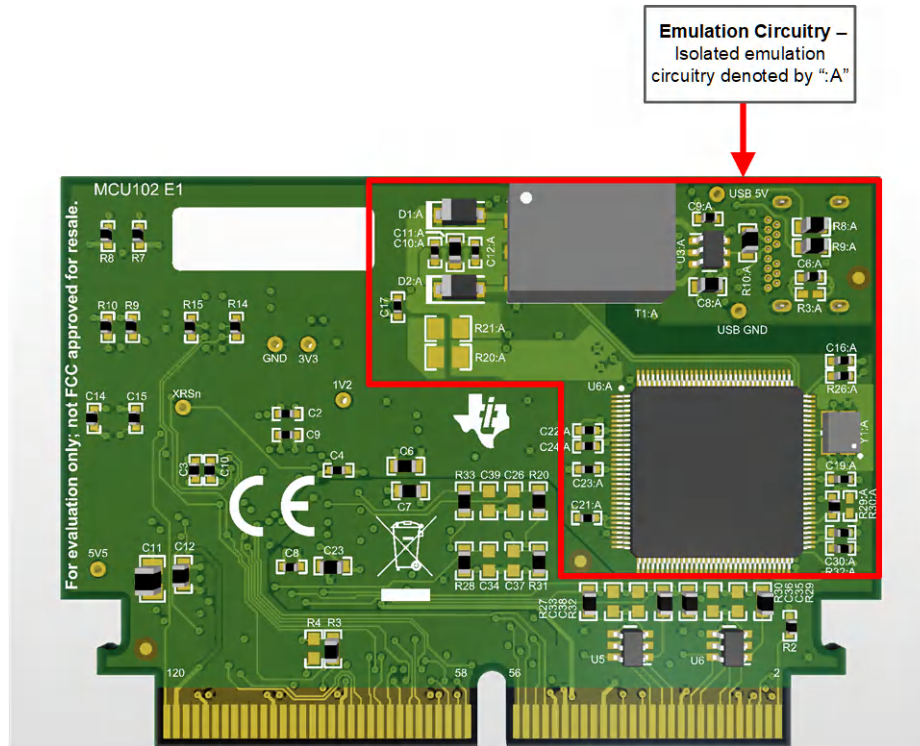 Emulation Circuitry –
Isolated emulation
circuitry denoted by “:A”
MCU102 E1
For evaluation only; not FCC approved for resale.
R8
R7
D1:A
C11:A
C10:A
C12:A
D2:A
C17
R21:A
R20:A
T1:A
C9:A
USB 5V
U3:A
R10:A
C8:A
USB GND
R8:A
R9:A
C6:A
R3:A
R10
R9
R15
R14
GND
3V3
C14
C15
XRSn
1V2
C2
C9
C3
C10
C4
C6
C7
ti
U6:A
C16:A
R26:A
Y1:A
C22:A
C24:A
C23:A
C21:A
C19:A
R29:A
R30:A
C30:A
R32:A
CE
R33
C39
C26
R20
R28
C34
C37
R31
5V5
C11
C12
C8
C23
R4
R3
R27
C33
C38
R32
R30
C36
C35
R29
U5
U6
R2
120
58
56
2